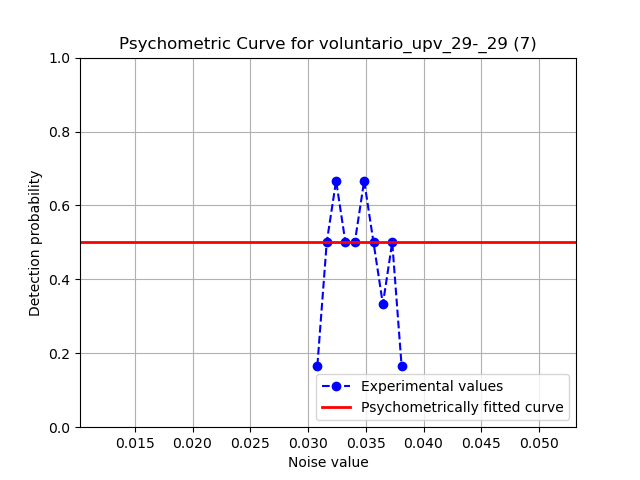 Psychometric Curve for voluntario_upv_29-_29 (7)
1.0
0.8
0.6
0.4
0.2
0.0
Detection probability
0.015 0.020 0.025 0.030 0.035 0.040 0.045 0.050
Noise value
Experimental values
Psychometrically fitted curve